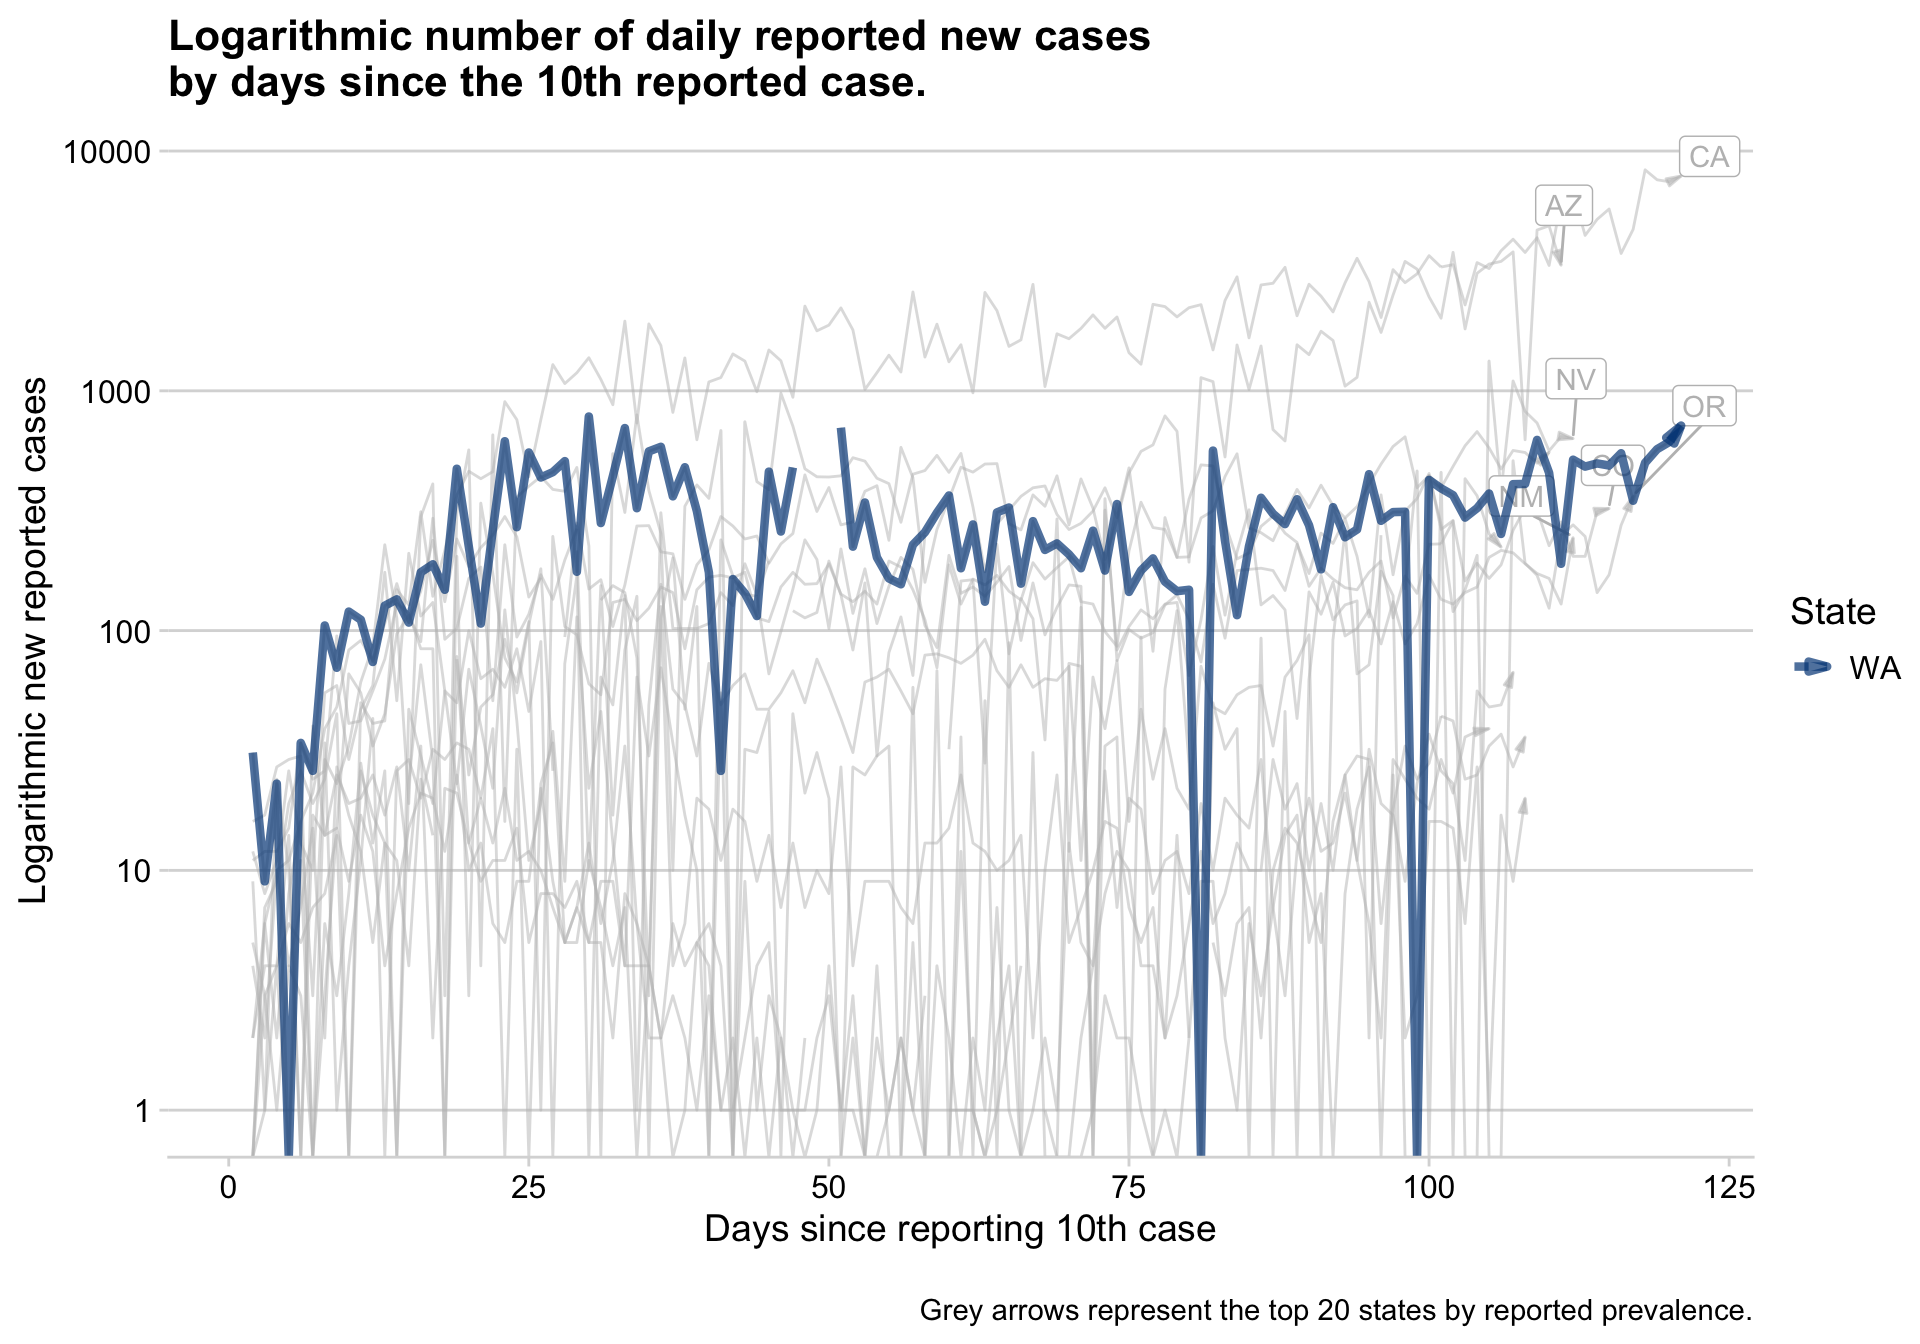 Logarithmic number of daily reported new cases
by days since the 10th reported case.
Logarithmic new reported cases
10000
1000
100
10
1
CA
AZ
NV
OR
CO
NM
State
WA
0
25
50
75
100
125
Days since reporting 10th case
Grey arrows represent the top 20 states by reported prevalence.